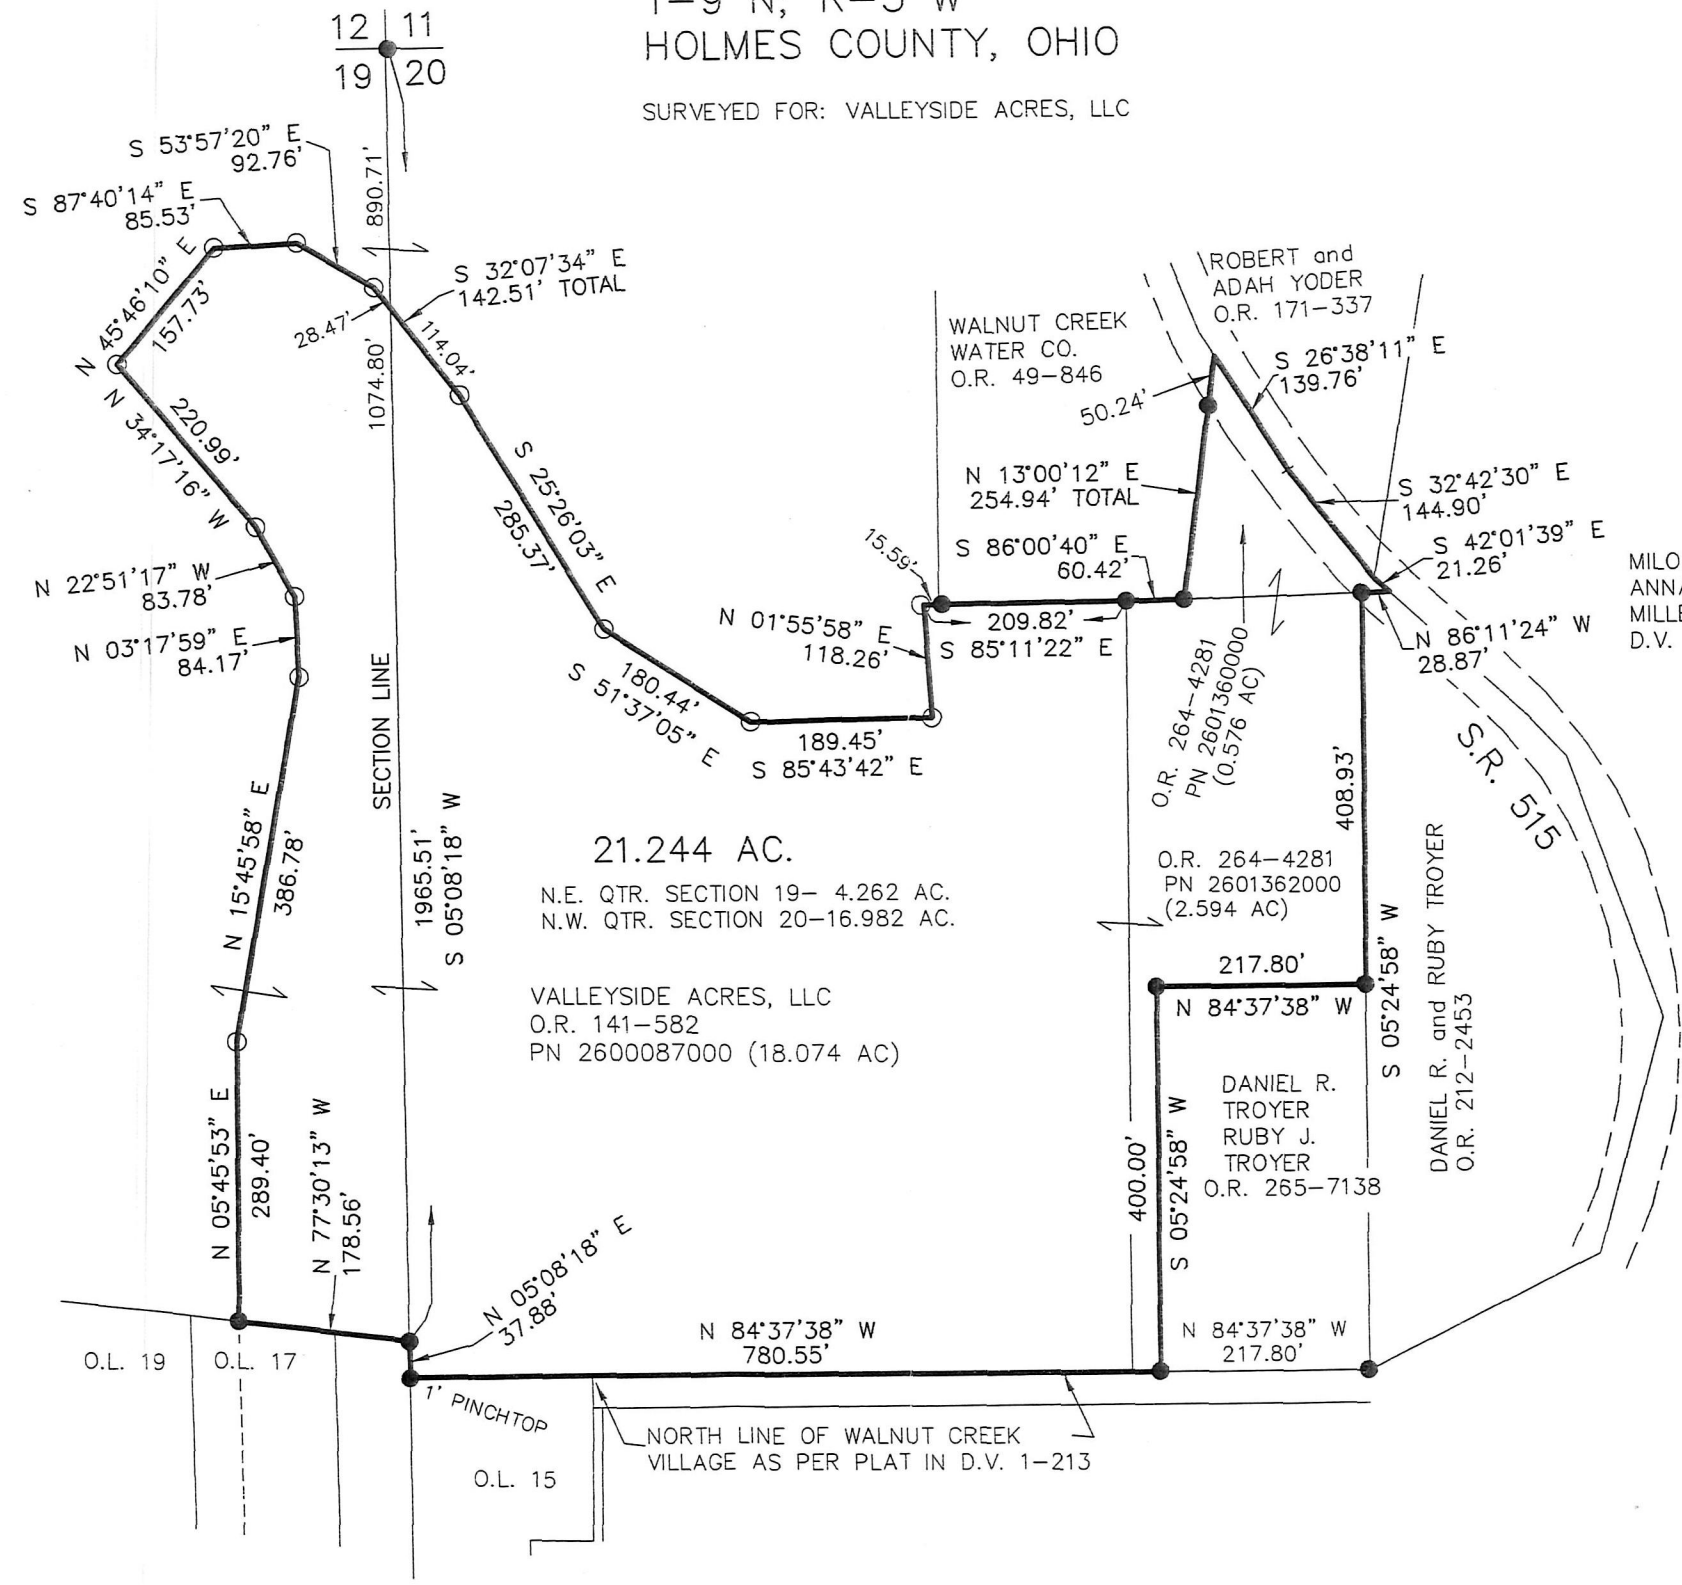 12 11
19 20
HOLMES COUNTY, OHIO
SURVEYED FOR: VALLEYSIDE ACRES, LLC
S 53°57'20" E
92.76'
S 87°40'14" E
85.53'
890.71'
S 32°07'34" E
142.51' TOTAL
28.47'
114.04'
1074.80'
N 45°46'10" E
157.73'
220.99'
N 34°17'16" W
N 22°51'17" W
83.78'
N 03°17'59" E
84.17'
S 25°26'03" E
285.37'
180.44'
S 51°37'05" E
189.45'
S 85°43'42" E
N 01°55'58" E
118.26'
15.59'
209.82'
S 85°11'22" E
S 86°00'40" E
60.42'
N 13°00'12" E
254.94' TOTAL
50.24'
WALNUT CREEK
WATER CO.
O.R. 49-846
ROBERT and
ADAH YODER
O.R. 171-337
S 26°38'11" E
139.76'
S 32°42'30" E
144.90'
S 42°01'39" E
21.26'
N 86°11'24" W
28.87'
MILO
D.V.
S.R. 515
O.R. 264-4281
PN 2601360000
(0.576 AC)
408.93'
S 05°24'58" W
O.R. 264-4281
PN 2601362000
(2.594 AC)
217.80'
N 84°37'38" W
DANIEL R. and RUBY TROYER
O.R. 212-2453
DANIEL R.
TROYER
RUBY J.
TROYER
O.R. 265-7138
400.00'
S 05°24'58" W
N 84°37'38" W
217.80'
SECTION LINE
1965.51'
S 05°08'18" W
21.244 AC.
N.E. QTR. SECTION 19- 4.262 AC.
N.W. QTR. SECTION 20-16.982 AC.
VALLEYSIDE ACRES, LLC
O.R. 141-582
PN 2600087000 (18.074 AC)
N 15°45'58" E
386.78'
N 05°45'53" E
289.40'
N 77°30'13" W
178.56'
N 05°08'18" E
37.88'
N 84°37'38" W
780.55'
O.L. 19
O.L. 17
1' PINCHTOP
O.L. 15
NORTH LINE OF WALNUT CREEK
VILLAGE AS PER PLAT IN D.V. 1-213